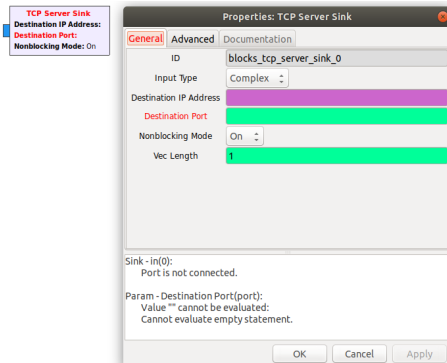 TCP Server Sink
Destination IP Address:
Destination Port:
Nonblocking Mode: On
Properties: TCP Server Sink
General Advanced Documentation
ID blocks_tcp_server_sink_0
Input Type Complex
Destination IP Address
Destination Port
Nonblocking Mode On
Vec Length 1
Sink - in(0):
Port is not connected.
Param - Destination Port(port):
Value "" cannot be evaluated:
Cannot evaluate empty statement.
OK Cancel Apply